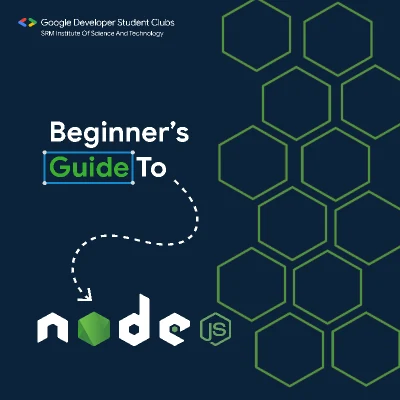 Google Developer Student Clubs
SRM Institute Of Science And Technology
Beginner's
Guide To
node
JS